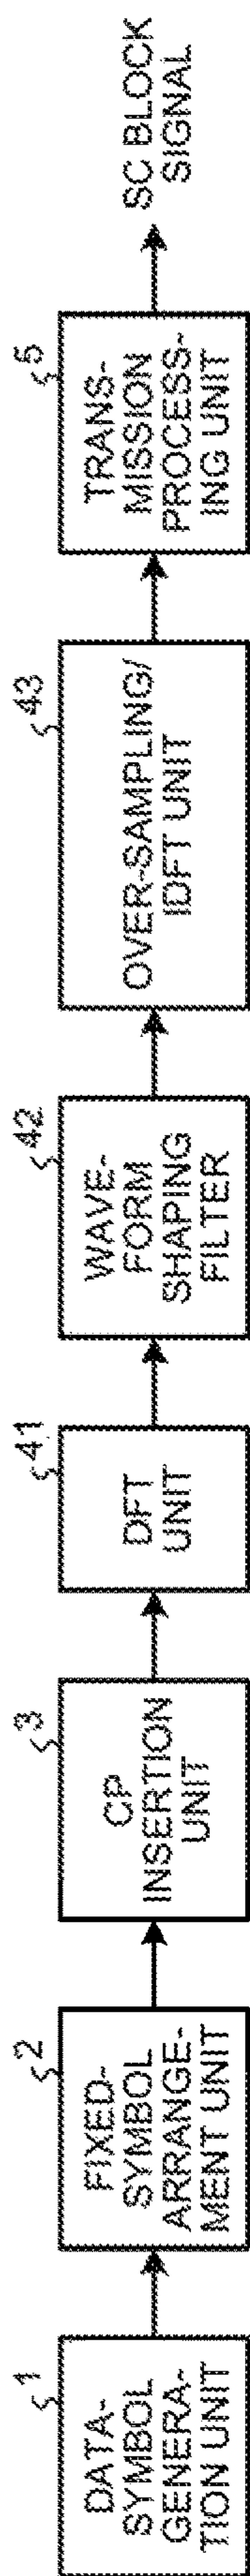 1
DATA-
SYMBOL
GENERA-
TION UNIT
2
FIXED-
SYMBOL
ARRANGE-
MENT UNIT
3
CP
INSERTION
UNIT
41
DFT
UNIT
42
WAVE-
FORM
SHAPING
FILTER
43
OVER-SAMPLING/
IDFT UNIT
5
TRANS-
MISSION
PROCESS-
ING UNIT
SC BLOCK
SIGNAL